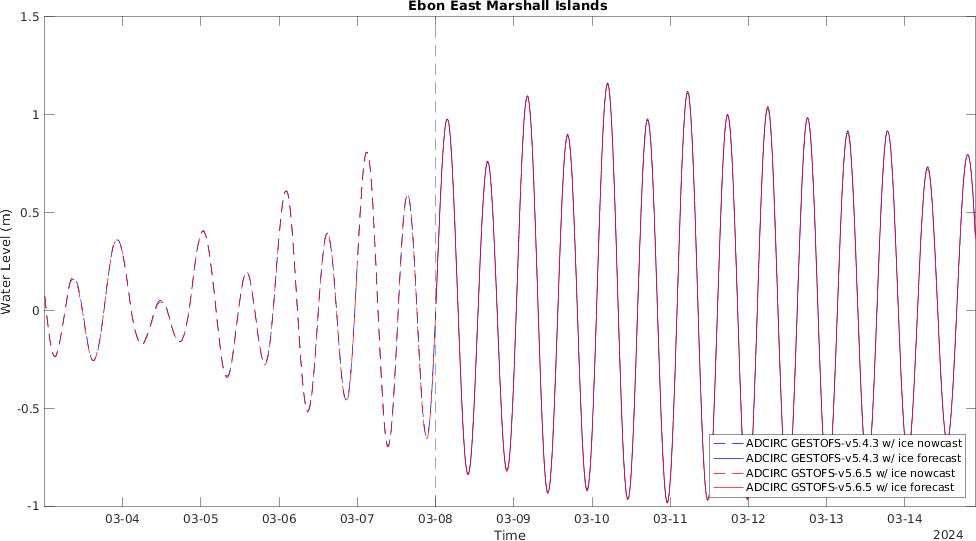 Ebon East Marshall Islands
1.5
1
0.5
0
-0.5
-1
Water Level (m)
ADCIRC GESTOFS-v5.4.3 w/ ice nowcast
ADCIRC GESTOFS-v5.4.3 w/ ice forecast
ADCIRC GSTOFS-v5.6.5 w/ ice nowcast
ADCIRC GSTOFS-v5.6.5 w/ ice forecast
03-04 03-05 03-06 03-07 03-08 03-09 03-10 03-11 03-12 03-13 03-14
Time
2024